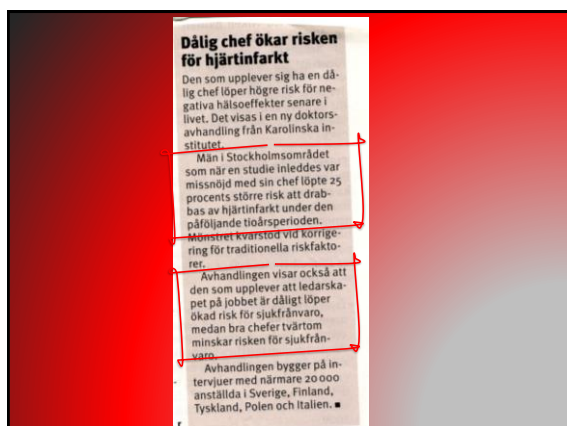 Dålig chef ökar risken
för hjärtinfarkt
Den som upplever sig ha en då-
lig chef löper högre risk för ne-
gativa hälsoeffekter senare i
livet. Det visas i en ny doktors-
avhandling från Karolinska in-
stitutet.
Män i Stockholmsområdet
som när en studie inleddes var
missnöjd med sin chef löpte 25
procents större risk att drab-
bas av hjärtinfarkt under den
påföljande tioårsperioden.
Mönstret kvarstod vid korrige-
ring för traditionella riskfakto-
rer.
Avhandlingen visar också att
den som upplever att ledarska-
pet på jobbet är dåligt löper
ökad risk för sjukfrånvaro,
medan bra chefer tvärtom
minskar risken för sjukfrån-
varo.
Avhandlingen bygger på in-
tervjuer med närmare 20 000
anställda i Sverige, Finland,
Tyskland, Polen och Italien. ■